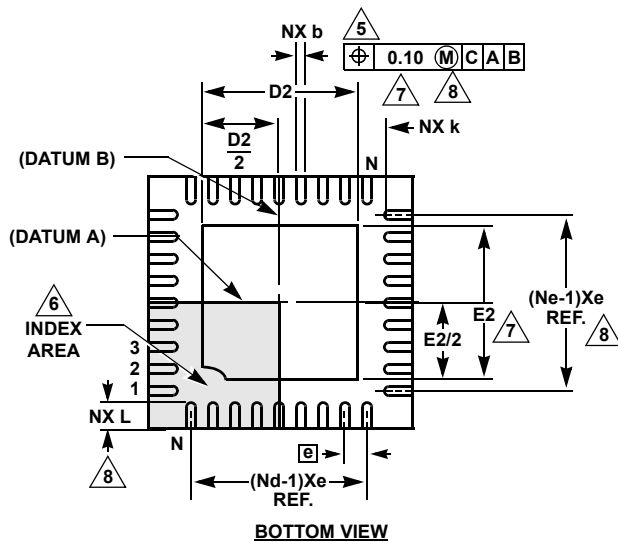 NX b
5
⌖ 0.10 Ⓜ C A B
7
8
D2
D2
2
NX k
(DATUM B)
N
(DATUM A)
6
INDEX
AREA
3
2
1
E2/2
E2
7
(Ne-1)Xe
REF.
8
NX L
8
N
e
(Nd-1)Xe
REF.
BOTTOM VIEW